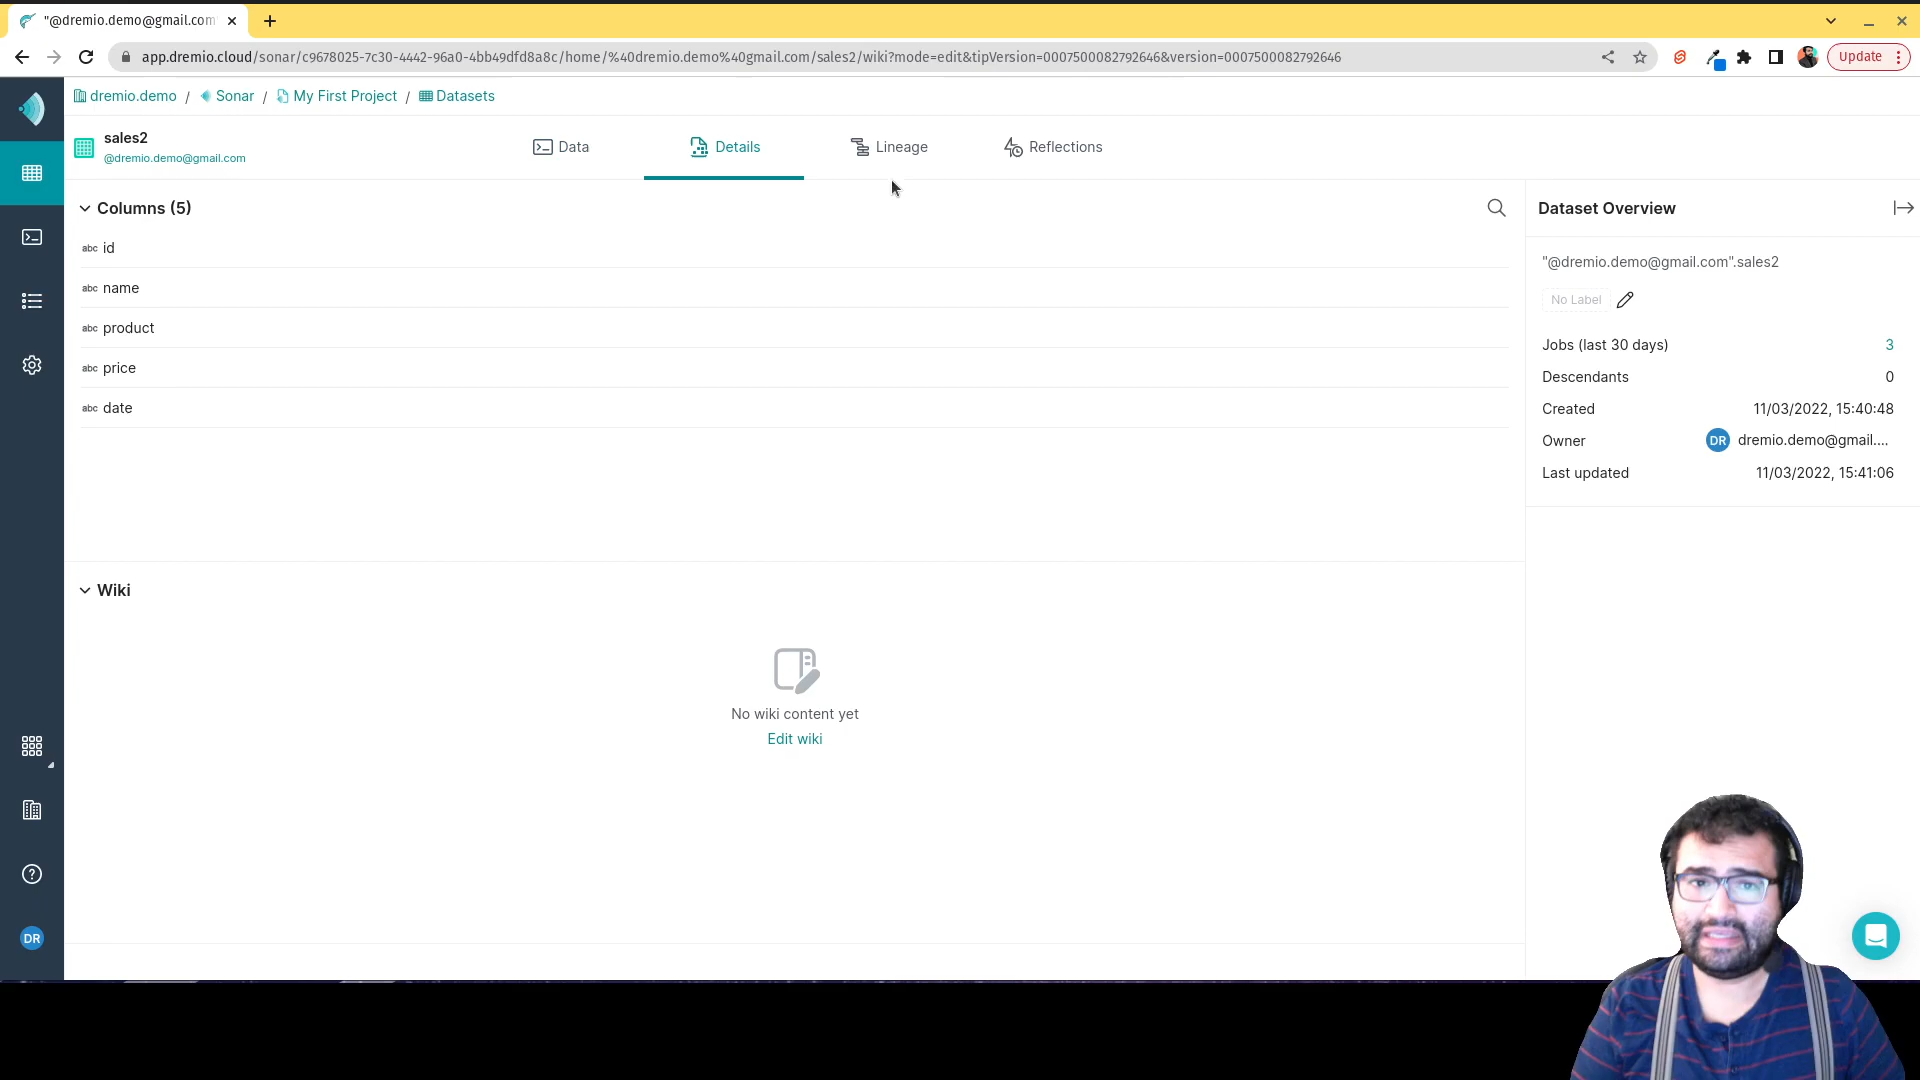 "@dremio.demo@gmail.com
Update
app.dremio.cloud/sonar/c9678025-7c30-4442-96a0-4bb49dfd8a8c/home/%40dremio.demo%40gmail.com/sales2/wiki?mode=edit&tipVersion=0007500082792646&version=0007500082792646
dremio.demo / Sonar / My First Project / Datasets
sales2
@dremio.demo@gmail.com
Data
Details
Lineage
Reflections
Columns (5)
abc id
abc name
abc product
abc price
abc date
Wiki
No wiki content yet
Edit wiki
Dataset Overview
"@dremio.demo@gmail.com".sales2
No Label
Jobs (last 30 days) 3
Descendants 0
Created 11/03/2022, 15:40:48
Owner DR dremio.demo@gmail....
Last updated 11/03/2022, 15:41:06
DR